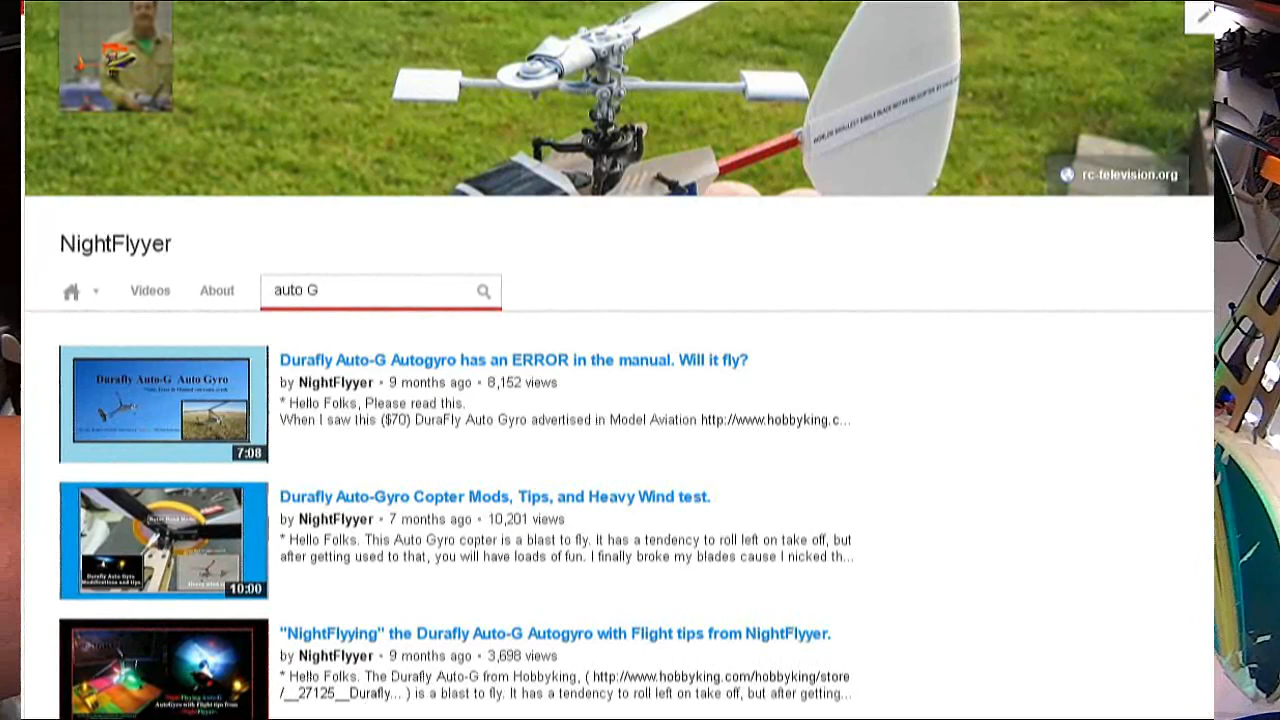 rc-television.org
NightFlyyer
Videos
About
auto G
Durafly Auto-G Auto Gyro
7:08
Durafly Auto-G Autogyro has an ERROR in the manual. Will it fly?
by NightFlyyer • 9 months ago • 8,152 views
* Hello Folks, Please read this.
When I saw this ($70) DuraFly Auto Gyro advertised in Model Aviation http://www.hobbyking.c...
Durafly Auto Gyro
Modifications and tips
10:00
Durafly Auto-Gyro Copter Mods, Tips, and Heavy Wind test.
by NightFlyyer • 7 months ago • 10,201 views
* Hello Folks. This Auto Gyro copter is a blast to fly. It has a tendency to roll left on take off, but
after getting used to that, you will have loads of fun. I finally broke my blades cause I nicked th...
"NightFlyying" the Durafly Auto-G Autogyro with Flight tips from NightFlyyer.
by NightFlyyer • 9 months ago • 3,698 views
* Hello Folks. The Durafly Auto-G from Hobbyking, ( http://www.hobbyking.com/hobbyking/store
/__27125__Durafly... ) is a blast to fly. It has a tendency to roll left on take off, but after getting...